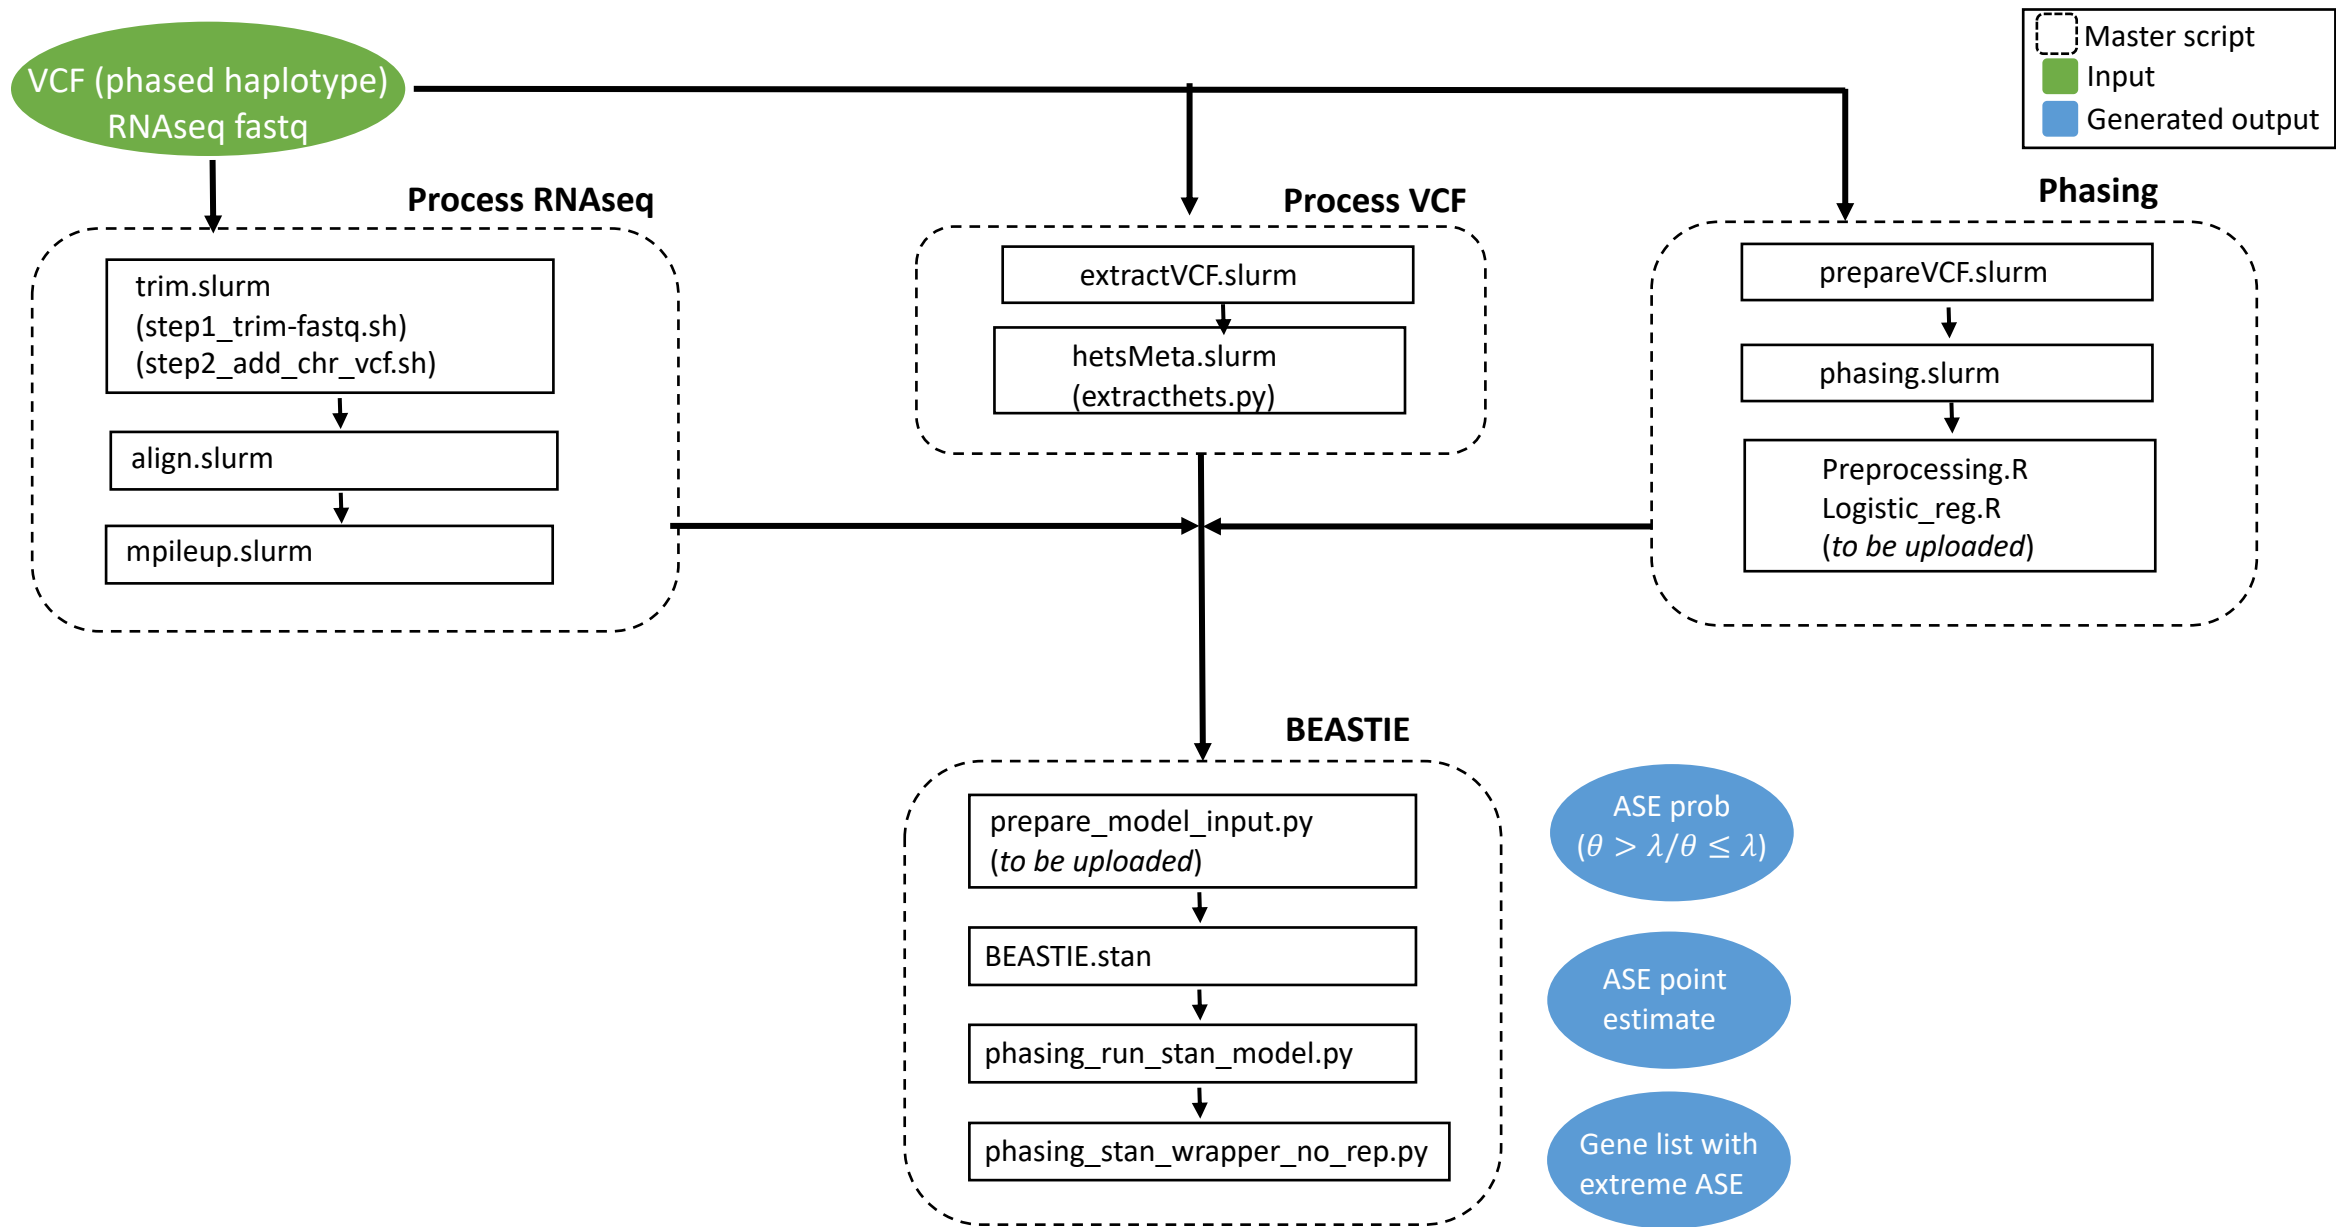 VCF (phased haplotype)
RNAseq fastq
Master script
Input
Generated output
Process RNAseq
trim.slurm
(step1_trim-fastq.sh)
(step2_add_chr_vcf.sh)
align.slurm
mpileup.slurm
Process VCF
extractVCF.slurm
hetsMeta.slurm
(extracthets.py)
Phasing
prepareVCF.slurm
phasing.slurm
Preprocessing.R
Logistic_reg.R
(to be uploaded)
BEASTIE
prepare_model_input.py
(to be uploaded)
BEASTIE.stan
phasing_run_stan_model.py
phasing_stan_wrapper_no_rep.py
ASE prob
(θ > λ/θ ≤ λ)
ASE point
estimate
Gene list with
extreme ASE